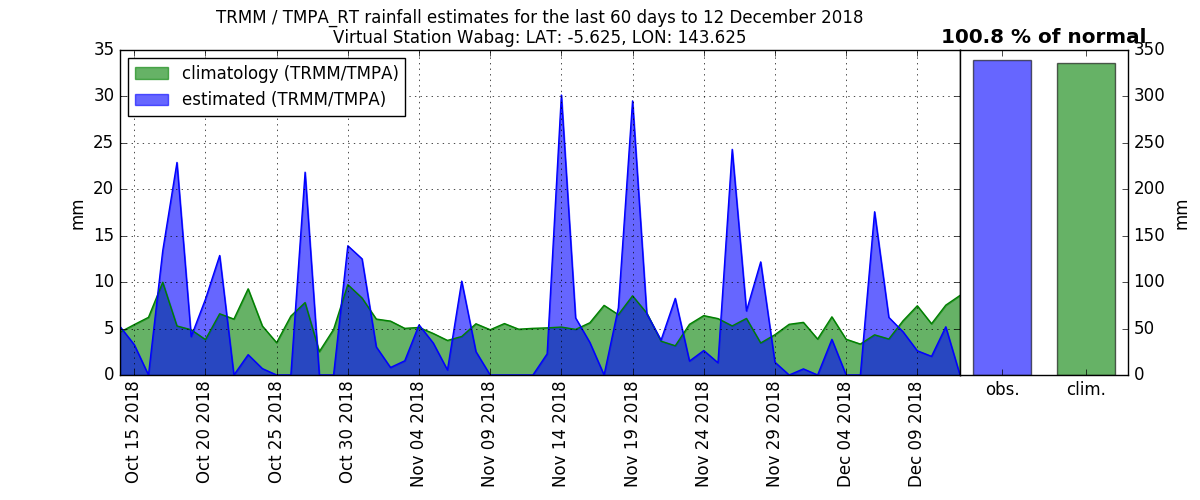 TRMM / TMPA_RT rainfall estimates for the last 60 days to 12 December 2018
Virtual Station Wabag: LAT: -5.625, LON: 143.625
100.8 % of normal
climatology (TRMM/TMPA)
estimated (TRMM/TMPA)
35
30
25
20
15
10
5
0
mm
Oct 15 2018
Oct 20 2018
Oct 25 2018
Oct 30 2018
Nov 04 2018
Nov 09 2018
Nov 14 2018
Nov 19 2018
Nov 24 2018
Nov 29 2018
Dec 04 2018
Dec 09 2018
obs.
clim.
350
300
250
200
150
100
50
0
mm